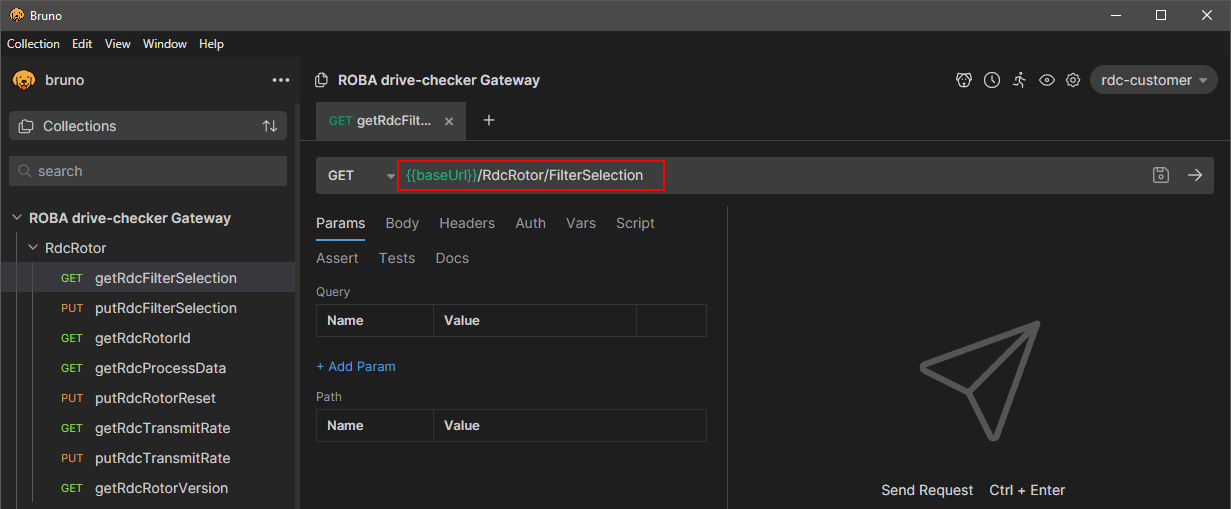 Bruno
Collection Edit View Window Help
bruno
ROBA drive-checker Gateway
rdc-customer
Collections
GET getRdcFilt...
search
GET
{{baseUrl}}/RdcRotor/FilterSelection
ROBA drive-checker Gateway
RdcRotor
GET getRdcFilterSelection
PUT putRdcFilterSelection
GET getRdcRotorId
GET getRdcProcessData
PUT putRdcRotorReset
GET getRdcTransmitRate
PUT putRdcTransmitRate
GET getRdcRotorVersion
Params Body Headers Auth Vars Script
Assert Tests Docs
Query
Name Value
+ Add Param
Path
Name Value
Send Request Ctrl + Enter